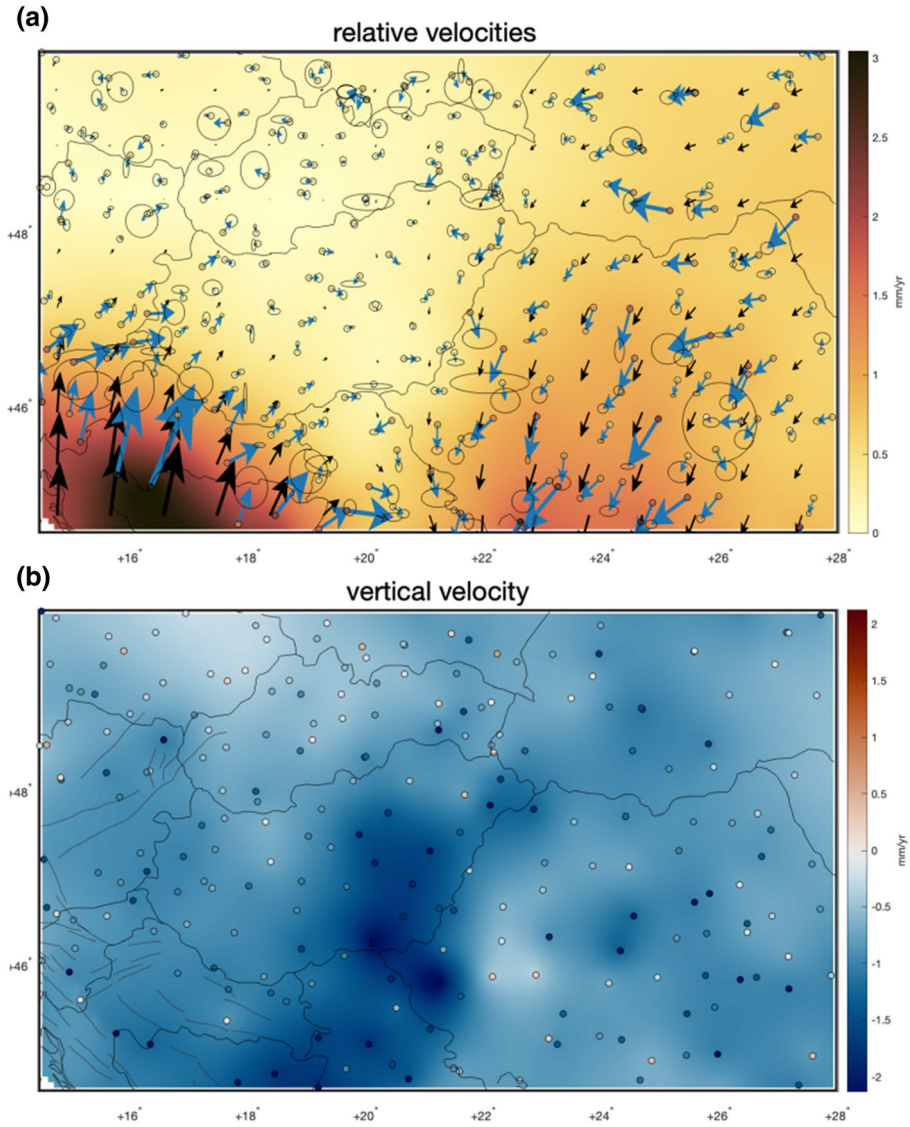 (a)
relative velocities
3
2.5
2
1.5
1
0.5
0
mm/yr
+48°
+46°
+16° +18° +20° +22° +24° +26° +28°
(b)
vertical velocity
2
1.5
1
0.5
0
-0.5
-1
-1.5
-2
mm/yr
+48°
+46°
+16° +18° +20° +22° +24° +26° +28°